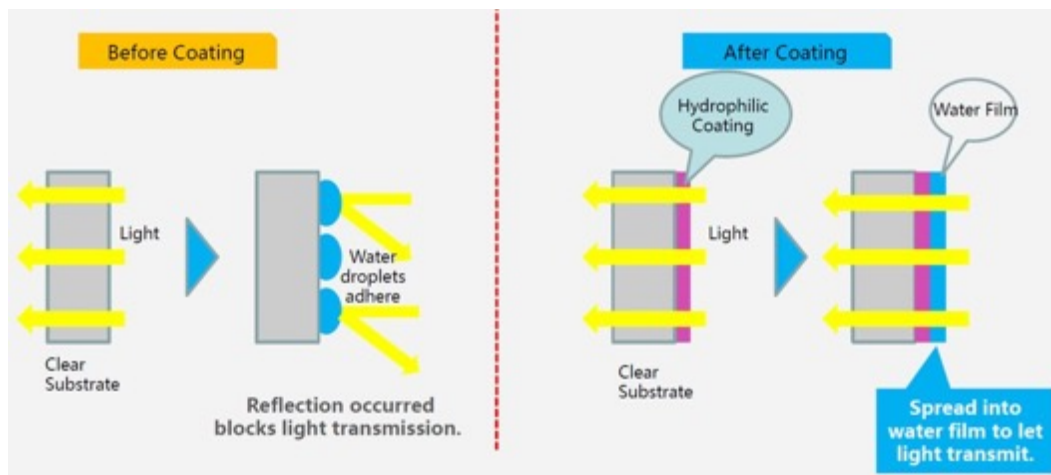 Before Coating
Light
Water
droplets
adhere
Clear
Substrate
Reflection occurred
blocks light transmission.
After Coating
Hydrophilic
Coating
Water Film
Light
Clear
Substrate
Spread into
water film to let
light transmit.